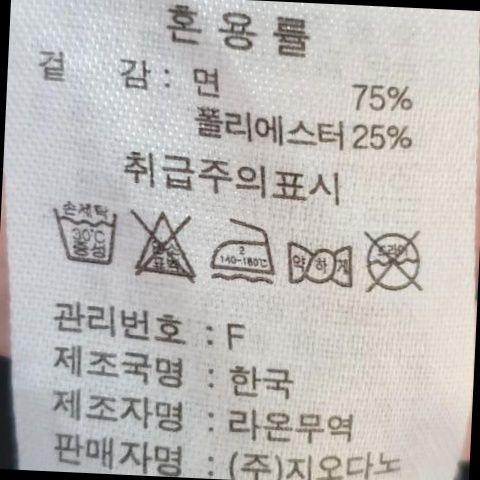 혼용률
겉감 : 면 75%
폴리에스터 25%
취급주의표시
손세탁 30℃ 중성
염소 표백
2 140~180℃
약하게
드라이
관리번호 : F
제조국명 : 한국
제조자명 : 라온무역
판매자명 : (주)지오다노